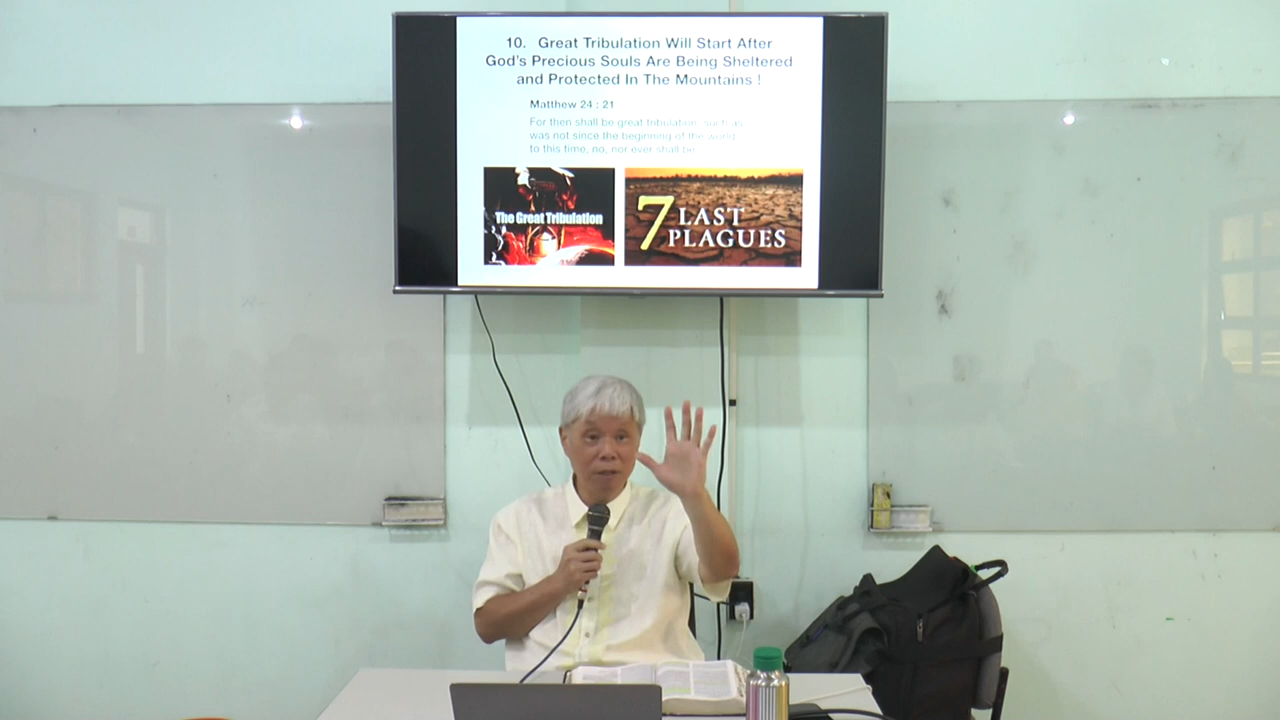 10. Great Tribulation Will Start After
God's Precious Souls Are Being Sheltered
and Protected In The Mountains !
Matthew 24 : 21
For then shall be great tribulation, such as
was not since the beginning of the world
to this time, no, nor ever shall be.
The Great Tribulation
7 LAST
PLAGUES